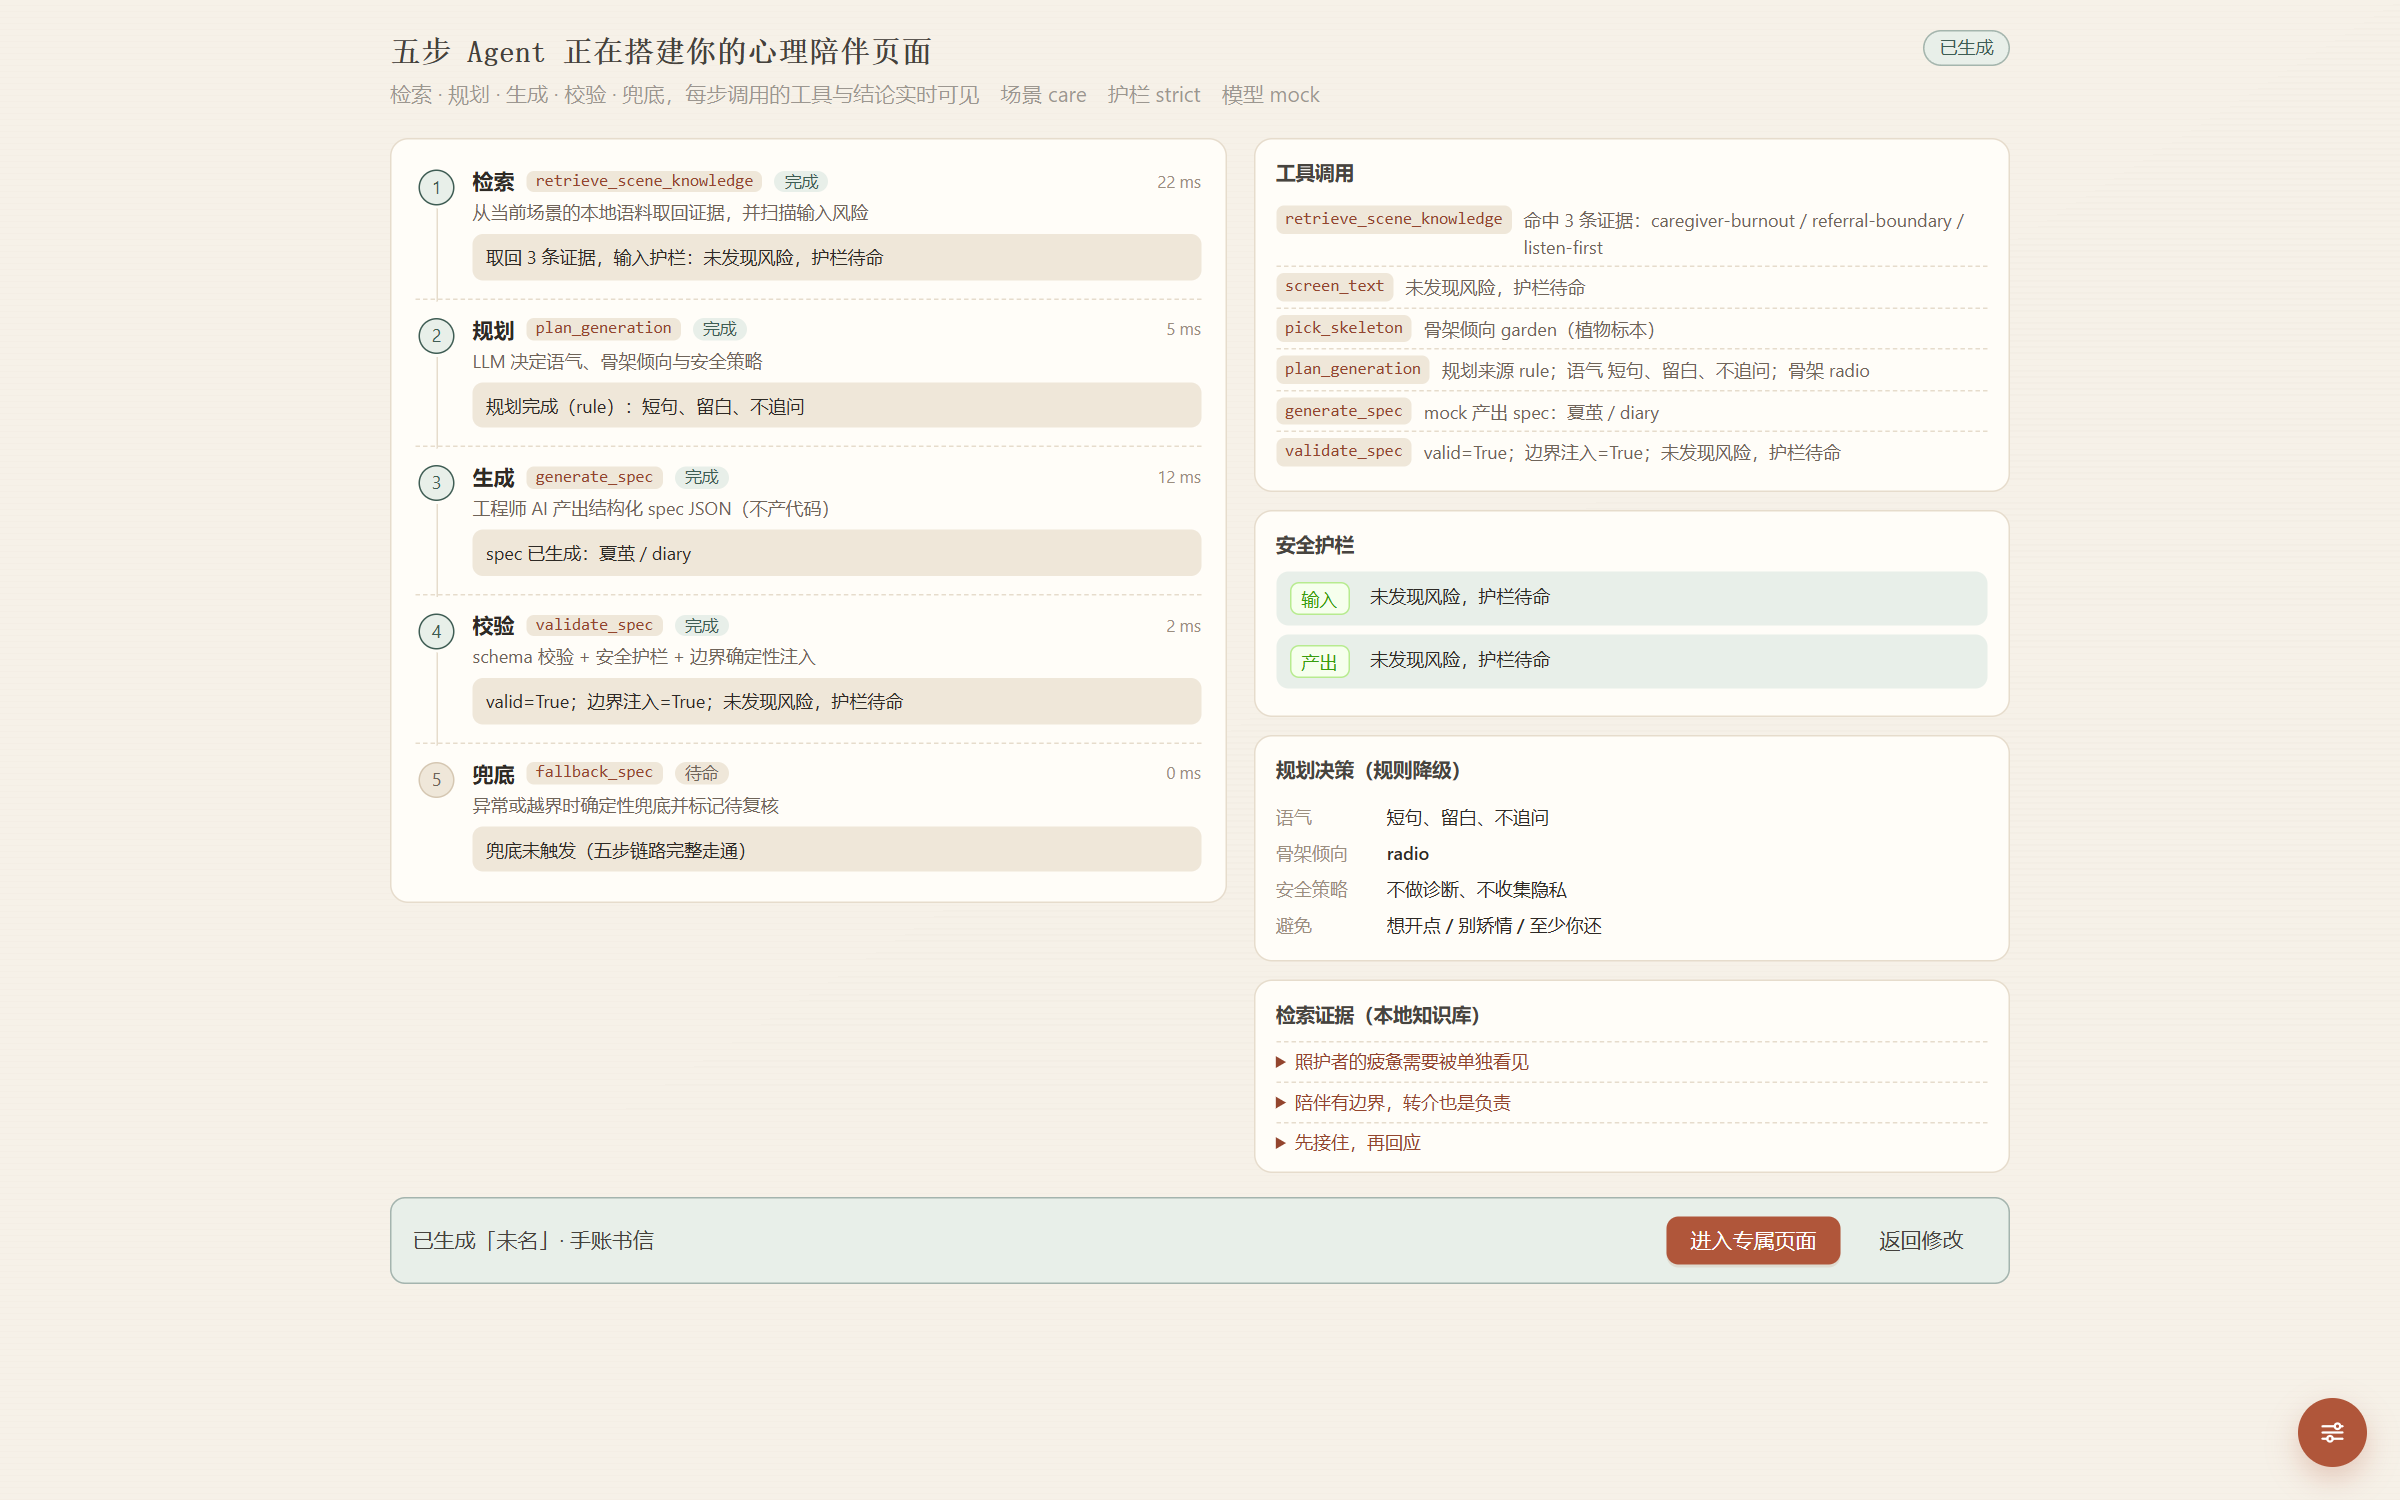 五步 Agent 正在搭建你的心理陪伴页面
已生成
检索 · 规划 · 生成 · 校验 · 兜底，每步调用的工具与结论实时可见 场景 care 护栏 strict 模型 mock
1 检索 retrieve_scene_knowledge 完成 22 ms
从当前场景的本地语料取回证据，并扫描输入风险
取回 3 条证据，输入护栏：未发现风险，护栏待命
2 规划 plan_generation 完成 5 ms
LLM 决定语气、骨架倾向与安全策略
规划完成（rule）：短句、留白、不追问
3 生成 generate_spec 完成 12 ms
工程师 AI 产出结构化 spec JSON（不产代码）
spec 已生成：夏茧 / diary
4 校验 validate_spec 完成 2 ms
schema 校验 + 安全护栏 + 边界确定性注入
valid=True；边界注入=True；未发现风险，护栏待命
5 兜底 fallback_spec 待命 0 ms
异常或越界时确定性兜底并标记待复核
兜底未触发（五步链路完整走通）
工具调用
retrieve_scene_knowledge 命中 3 条证据：caregiver-burnout / referral-boundary /
listen-first
screen_text 未发现风险，护栏待命
pick_skeleton 骨架倾向 garden（植物标本）
plan_generation 规划来源 rule；语气 短句、留白、不追问；骨架 radio
generate_spec mock 产出 spec：夏茧 / diary
validate_spec valid=True；边界注入=True；未发现风险，护栏待命
安全护栏
输入 未发现风险，护栏待命
产出 未发现风险，护栏待命
规划决策（规则降级）
语气 短句、留白、不追问
骨架倾向 radio
安全策略 不做诊断、不收集隐私
避免 想开点 / 别矫情 / 至少你还
检索证据（本地知识库）
照护者的疲惫需要被单独看见
陪伴有边界，转介也是负责
先接住，再回应
已生成「未名」· 手账书信
进入专属页面
返回修改